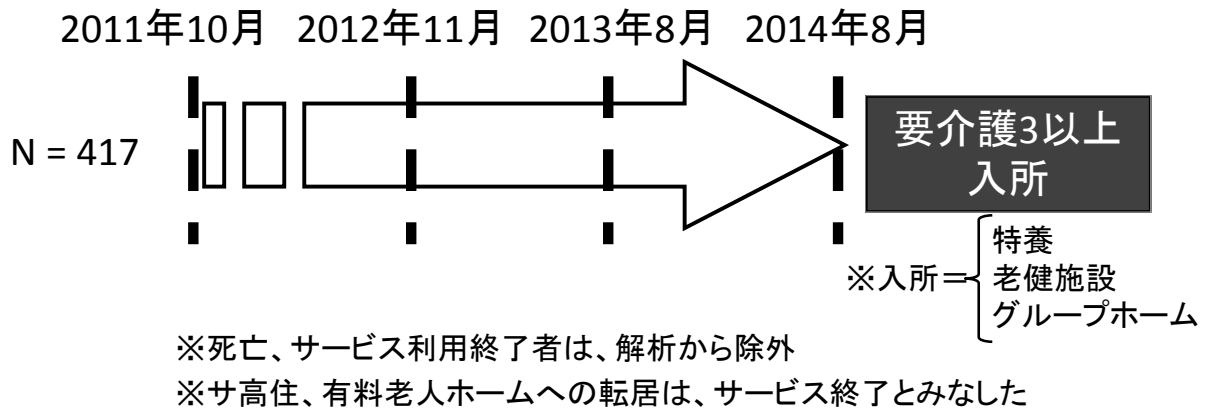 2011年10月 2012年11月 2013年8月 2014年8月
N = 417
要介護3以上
入所
※入所＝
特養
老健施設
グループホーム
※死亡、サービス利用終了者は、解析から除外
※サ高住、有料老人ホームへの転居は、サービス終了とみなした